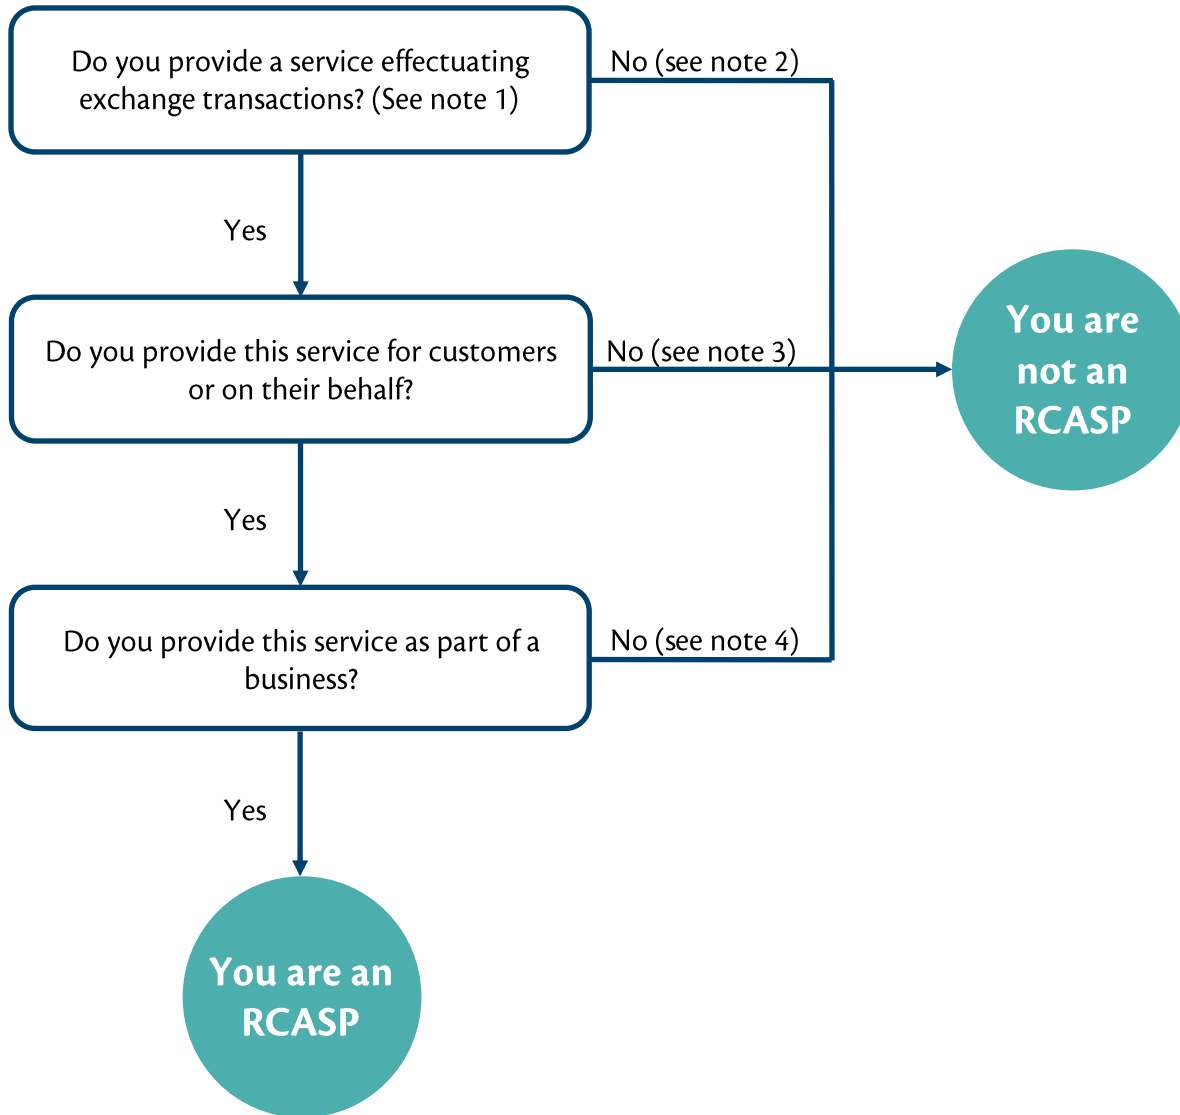 Do you provide a service effectuating
exchange transactions? (See note 1)
No (see note 2)
Yes
Do you provide this service for customers
or on their behalf?
No (see note 3)
You are
not an
RCASP
Yes
Do you provide this service as part of a
business?
No (see note 4)
Yes
You are an
RCASP